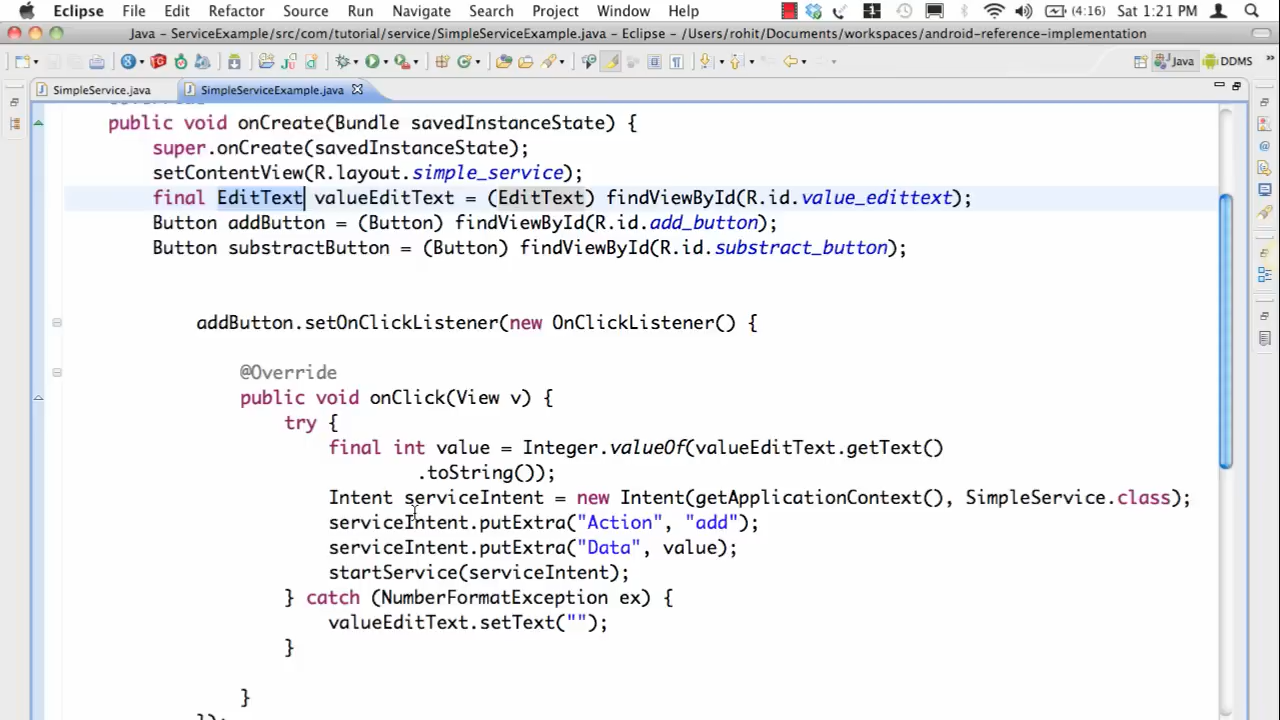 Eclipse File Edit Refactor Source Run Navigate Search Project Window Help (4:16) Sat 1:21 PM
Java - ServiceExample/src/com/tutorial/service/SimpleServiceExample.java - Eclipse - /Users/rohit/Documents/workspaces/android-reference-implementation
Java DDMS
SimpleService.java SimpleServiceExample.java
public void onCreate(Bundle savedInstanceState) {
super.onCreate(savedInstanceState);
setContentView(R.layout.simple_service);
final EditText valueEditText = (EditText) findViewById(R.id.value_edittext);
Button addButton = (Button) findViewById(R.id.add_button);
Button substractButton = (Button) findViewById(R.id.substract_button);
addButton.setOnClickListener(new OnClickListener() {
@Override
public void onClick(View v) {
try {
final int value = Integer.valueOf(valueEditText.getText()
.toString());
Intent serviceIntent = new Intent(getApplicationContext(), SimpleService.class);
serviceIntent.putExtra("Action", "add");
serviceIntent.putExtra("Data", value);
startService(serviceIntent);
} catch (NumberFormatException ex) {
valueEditText.setText("");
}
}
});